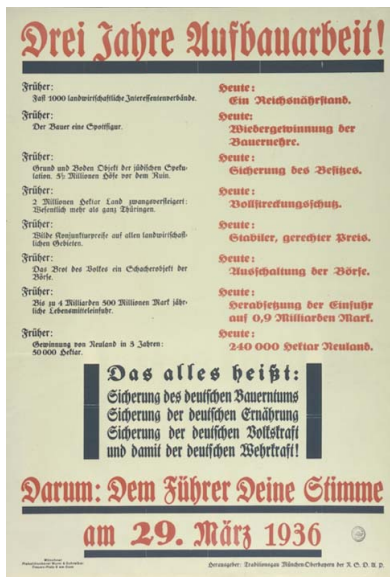 Drei Jahre Aufbauarbeit!
Früher:
Fast 1000 landwirtschaftliche Interessentenverbände.
Heute:
Ein Reichsnährstand.
Früher:
Der Bauer eine Spottfigur.
Heute:
Wiedergewinnung der
Bauernehre.
Früher:
Grund und Boden Objekt der jüdischen Speku-
lation. 5½ Millionen Höfe vor dem Ruin.
Heute:
Sicherung des Besitzes.
Früher:
2 Millionen Hektar Land zwangsversteigert:
Wesentlich mehr als ganz Thüringen.
Heute:
Vollstreckungsschutz.
Früher:
Wilde Konjunkturpreise auf allen landwirtschaft-
lichen Gebieten.
Heute:
Stabiler, gerechter Preis.
Früher:
Das Brot des Volkes ein Schacherobjekt der
Börse.
Heute:
Ausschaltung der Börse.
Früher:
Bis zu 4 Milliarden 500 Millionen Mark jähr-
liche Lebensmitteleinfuhr.
Heute:
Herabsetzung der Einfuhr
auf 0,9 Milliarden Mark.
Früher:
Gewinnung von Neuland in 3 Jahren:
50 000 Hektar.
Heute:
240 000 Hektar Neuland.
Das alles heißt:
Sicherung des deutschen Bauerntums
Sicherung der deutschen Ernährung
Sicherung der deutschen Volkskraft
und damit der deutschen Wehrkraft!
Darum: Dem Führer Deine Stimme
am 29. März 1936
Herausgeber: Traditionsgau München-Oberbayern der N. S. D. A. P.